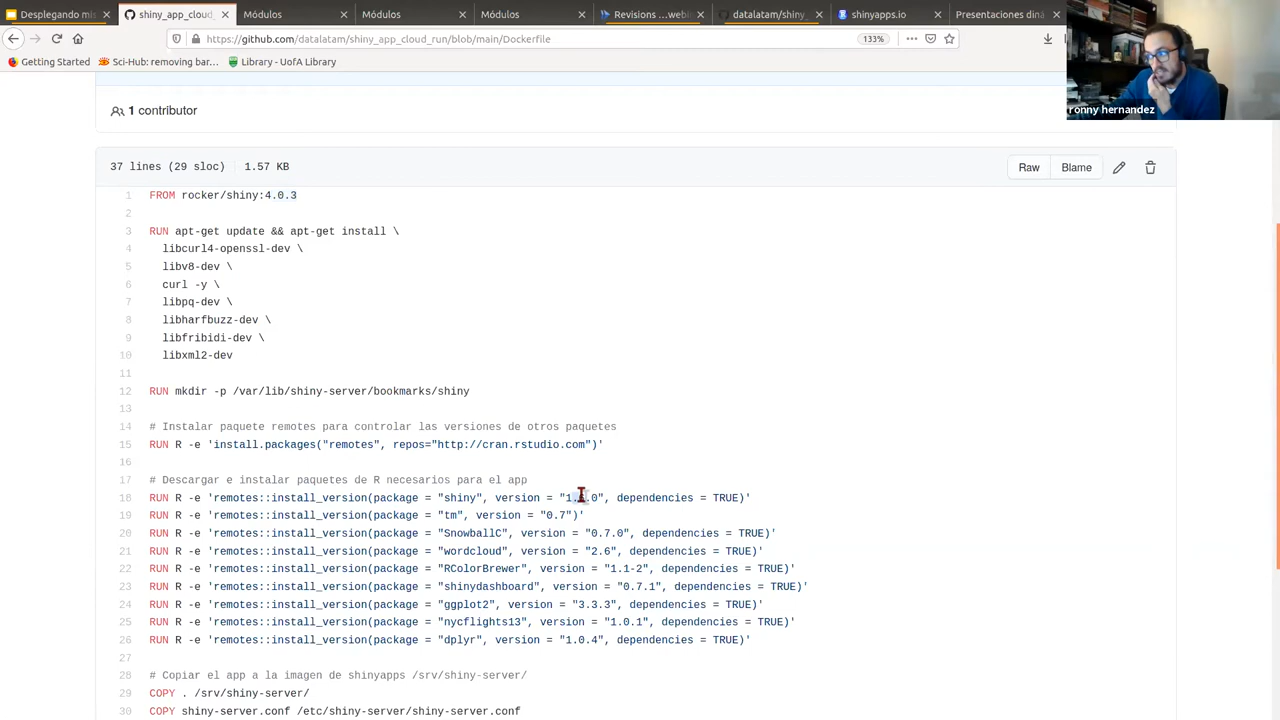 Desplegando mis
shiny_app_cloud_
Módulos
Módulos
Módulos
Revisions
datalatam/shiny_
shinyapps.io
Presentaciones diná
https://github.com/datalatam/shiny_app_cloud_run/blob/main/Dockerfile
133%
Getting Started
Sci-Hub: removing bar…
Library - UofA Library
ronny hernandez
1 contributor
37 lines (29 sloc)
1.57 KB
Raw
Blame
1 FROM rocker/shiny:4.0.3
2
3 RUN apt-get update && apt-get install \
4 libcurl4-openssl-dev \
5 libv8-dev \
6 curl -y \
7 libpq-dev \
8 libharfbuzz-dev \
9 libfribidi-dev \
10 libxml2-dev
11
12 RUN mkdir -p /var/lib/shiny-server/bookmarks/shiny
13
14 # Instalar paquete remotes para controlar las versiones de otros paquetes
15 RUN R -e 'install.packages("remotes", repos="http://cran.rstudio.com")'
16
17 # Descargar e instalar paquetes de R necesarios para el app
18 RUN R -e 'remotes::install_version(package = "shiny", version = dependencies = TRUE)'
19 RUN R -e 'remotes::install_version(package = "tm", version = "0.7")'
20 RUN R -e 'remotes::install_version(package = "SnowballC", version = "0.7.0", dependencies = TRUE)'
21 RUN R -e 'remotes::install_version(package = "wordcloud", version = "2.6", dependencies = TRUE)'
22 RUN R -e 'remotes::install_version(package = "RColorBrewer", version = "1.1-2", dependencies = TRUE)'
23 RUN R -e 'remotes::install_version(package = "shinydashboard", version = "0.7.1", dependencies = TRUE)'
24 RUN R -e 'remotes::install_version(package = "ggplot2", version = "3.3.3", dependencies = TRUE)'
25 RUN R -e 'remotes::install_version(package = "nycflights13", version = "1.0.1", dependencies = TRUE)'
26 RUN R -e 'remotes::install_version(package = "dplyr", version = "1.0.4", dependencies = TRUE)'
27
28 # Copiar el app a la imagen de shinyapps /srv/shiny-server/
29 COPY . /srv/shiny-server/
30 COPY shiny-server.conf /etc/shiny-server/shiny-server.conf